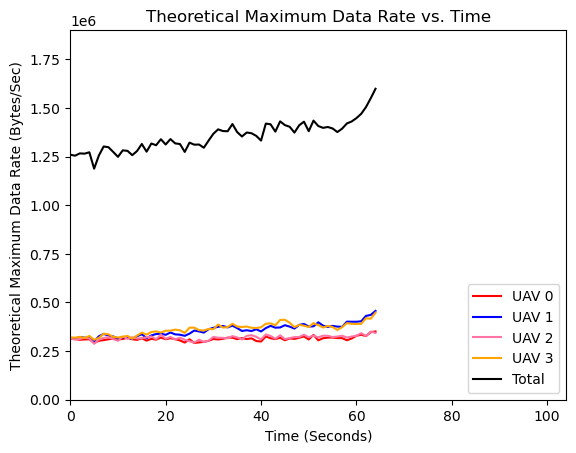 Theoretical Maximum Data Rate vs. Time
1e6
1.75
1.50
1.25
1.00
0.75
0.50
0.25
0.00
Theoretical Maximum Data Rate (Bytes/Sec)
UAV 0
UAV 1
UAV 2
UAV 3
Total
0 20 40 60 80 100
Time (Seconds)